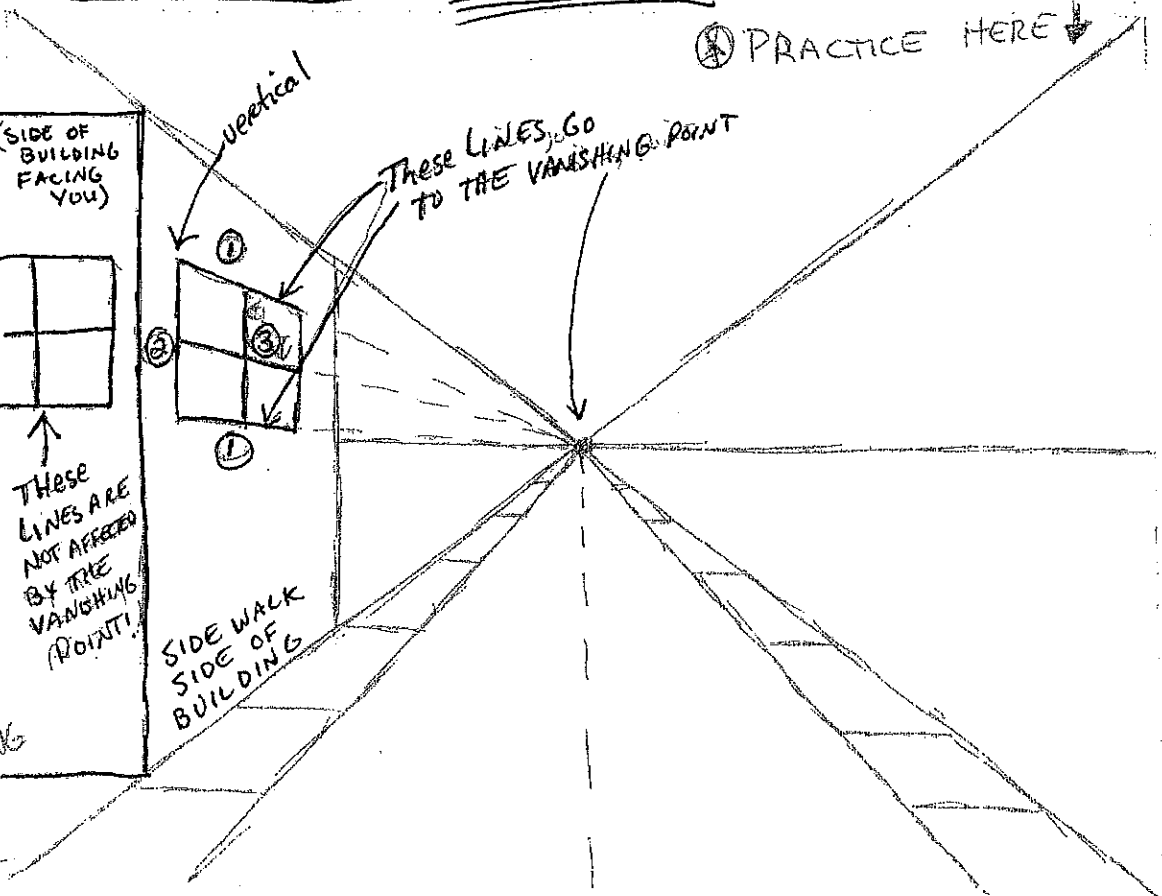 PRACTICE HERE
(SIDE OF
BUILDING
FACING
YOU)
vertical
These LINES, GO
TO THE VANISHING POINT
1
2
3
1
THese
LINES ARE
NOT AFFECTED
BY THE
VANISHING
POINT!
SIDE WALK
SIDE OF
BUILDING